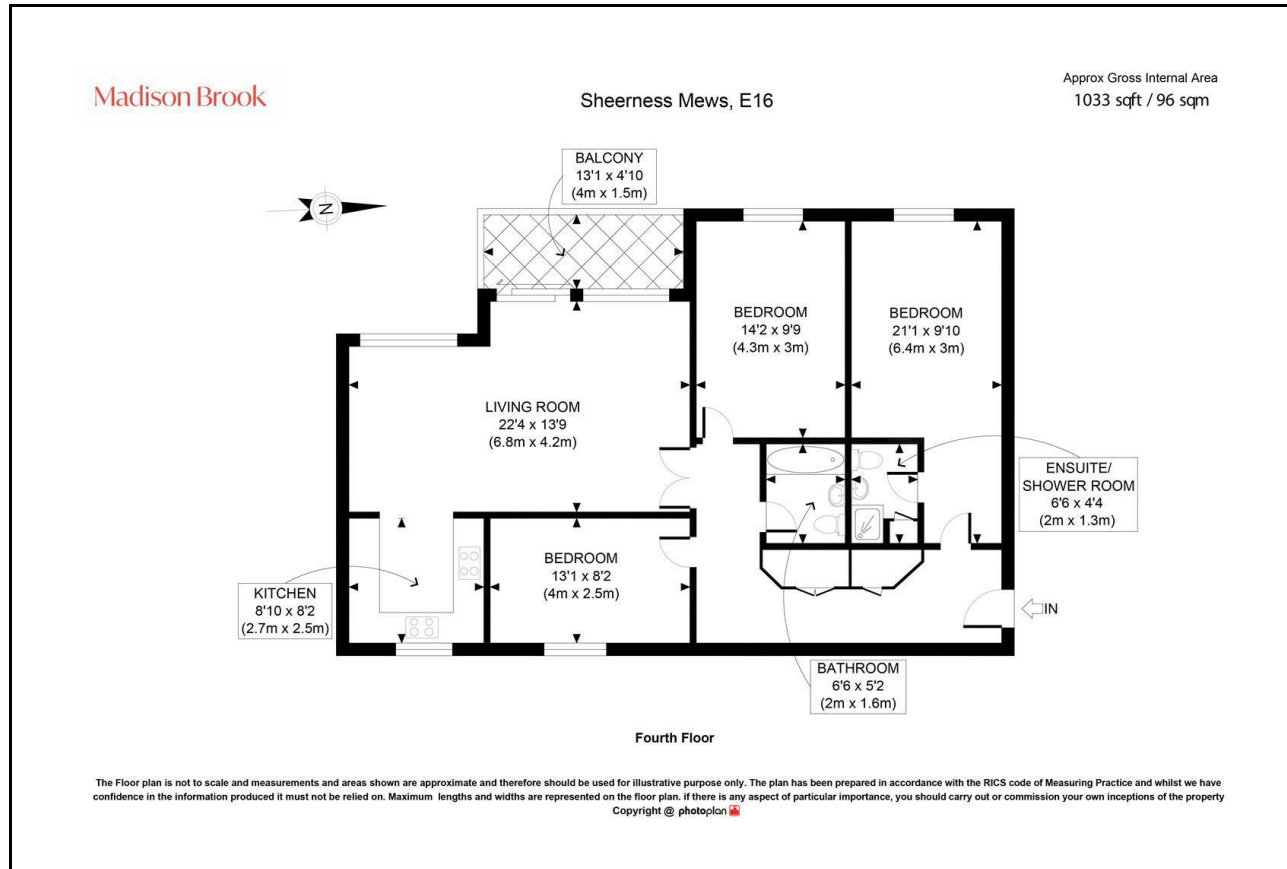 Madison Brook
Sheerness Mews, E16
Approx Gross Internal Area
1033 sqft / 96 sqm
BALCONY
13'1 x 4'10
(4m x 1.5m)
N
BEDROOM
14'2 x 9'9
(4.3m x 3m)
BEDROOM
21'1 x 9'10
(6.4m x 3m)
LIVING ROOM
22'4 x 13'9
(6.8m x 4.2m)
ENSUITE/
SHOWER ROOM
6'6 x 4'4
(2m x 1.3m)
BEDROOM
13'1 x 8'2
(4m x 2.5m)
KITCHEN
8'10 x 8'2
(2.7m x 2.5m)
IN
BATHROOM
6'6 x 5'2
(2m x 1.6m)
Fourth Floor
The Floor plan is not to scale and measurements and areas shown are approximate and therefore should be used for illustrative purpose only. The plan has been prepared in accordance with the RICS code of Measuring Practice and whilst we have
confidence in the information produced it must not be relied on. Maximum lengths and widths are represented on the floor plan. if there is any aspect of particular importance, you should carry out or commission your own inceptions of the property
Copyright @ photoplan